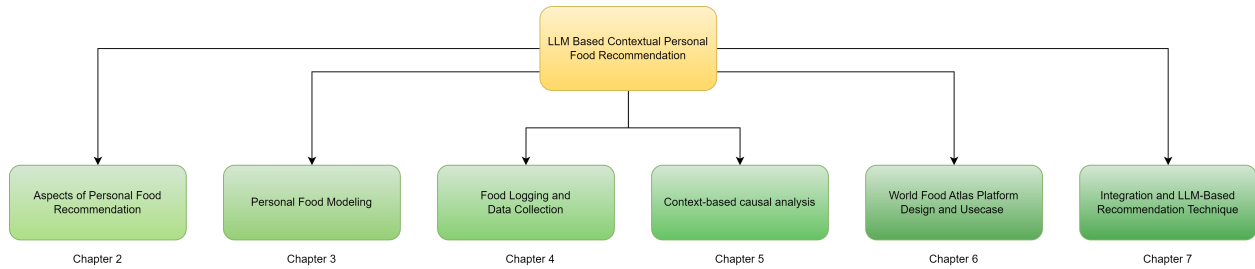 LLM Based Contextual Personal
Food Recommendation
Aspects of Personal Food
Recommendation
Personal Food Modeling
Food Logging and
Data Collection
Context-based causal analysis
World Food Atlas Platform
Design and Usecase
Integration and LLM-Based
Recommendation Technique
Chapter 2
Chapter 3
Chapter 4
Chapter 5
Chapter 6
Chapter 7